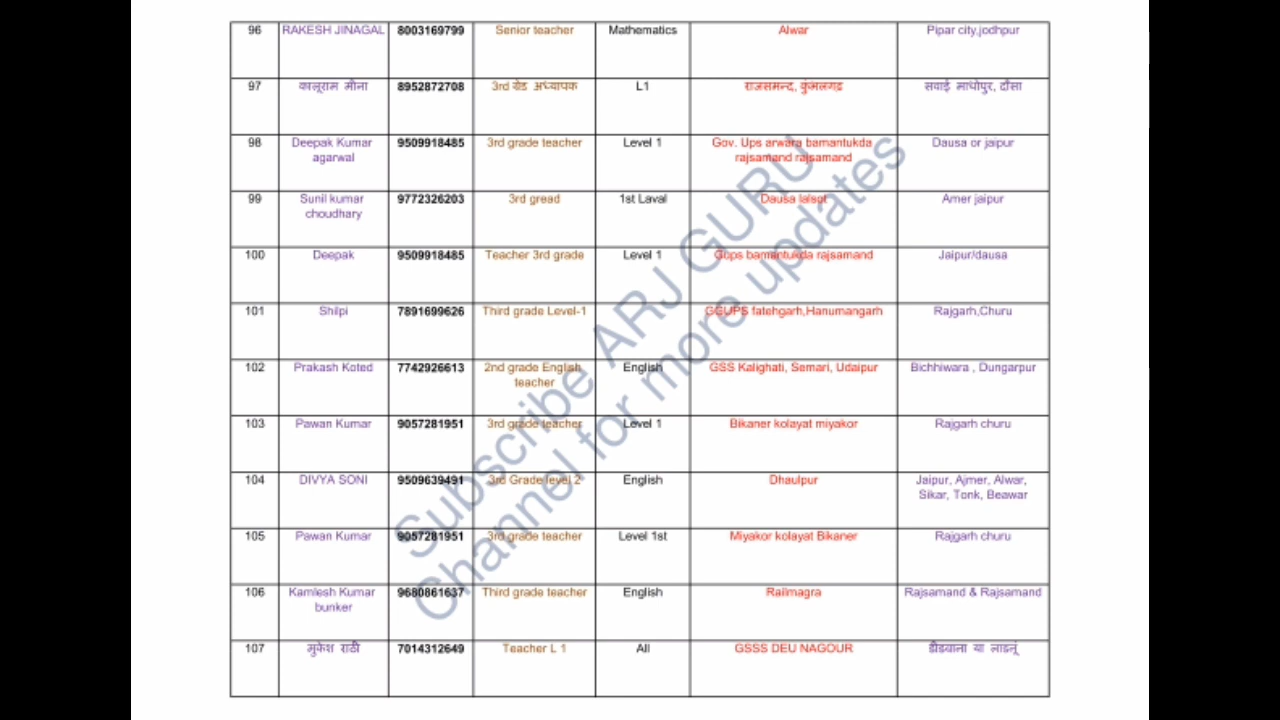 96 RAKESH JINAGAL 8003169799 Senior teacher Mathematics Alwar Pipar city,jodhpur
97 कालूराम मीना 8952872708 3rd ग्रेड अध्यापक L1 राजसमन्द, कुंभलगढ़ सवाई माधोपुर, दौसा
98 Deepak Kumar 9509918485 3rd grade teacher Level 1 Gov. Ups arwara bamantukda Dausa or jaipur
agarwal rajsamand rajsamand
99 Sunil kumar 9772326203 3rd gread 1st Laval Dausa lalsot Amer jaipur
choudhary
100 Deepak 9509918485 Teacher 3rd grade Level 1 Gups bamantukda rajsamand Jaipur/dausa
101 Shilpi 7891699626 Third grade Level-1 GGUPS fatehgarh,Hanumangarh Rajgarh,Churu
102 Prakash Koted 7742926613 2nd grade English English GSS Kalighati, Semari, Udaipur Bichhiwara , Dungarpur
teacher
103 Pawan Kumar 9057281951 3rd grade teacher Level 1 Bikaner kolayat miyakor Rajgarh churu
104 DIVYA SONI 9509639491 3rd Grade level 2 English Dhaulpur Jaipur, Ajmer, Alwar,
Sikar, Tonk, Beawar
105 Pawan Kumar 9057281951 3rd grade teacher Level 1st Miyakor kolayat Bikaner Rajgarh churu
106 Kamlesh Kumar 9680861637 Third grade teacher English Railmagra Rajsamand & Rajsamand
bunker
107 मुकेश राठी 7014312649 Teacher L 1 All GSSS DEU NAGOUR डीडवाना या लाडनूं
Subscribe ARJ GURU
Channel for more updates